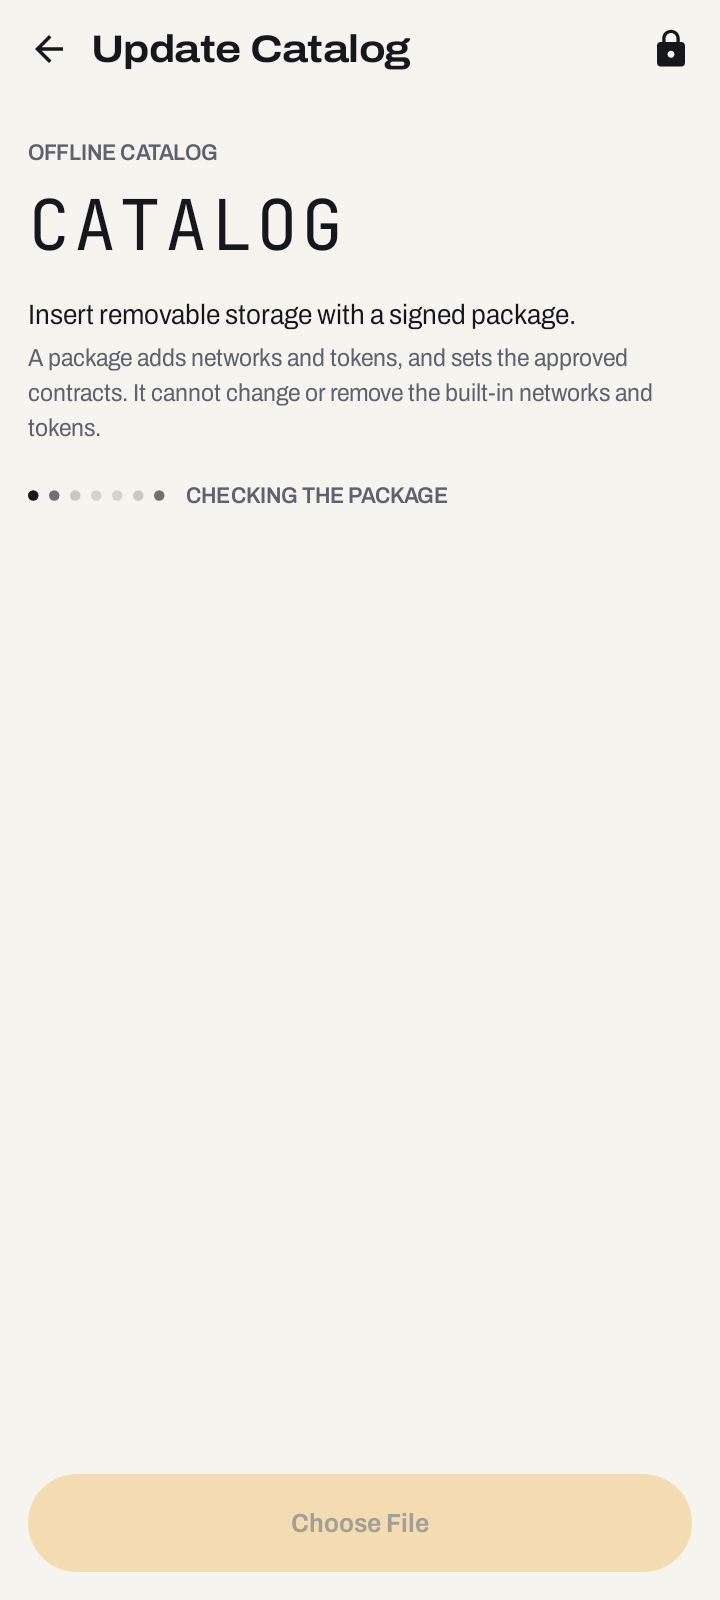 Update Catalog
OFFLINE CATALOG
CATALOG
Insert removable storage with a signed package.
A package adds networks and tokens, and sets the approved
contracts. It cannot change or remove the built-in networks and
tokens.
CHECKING THE PACKAGE
Choose File